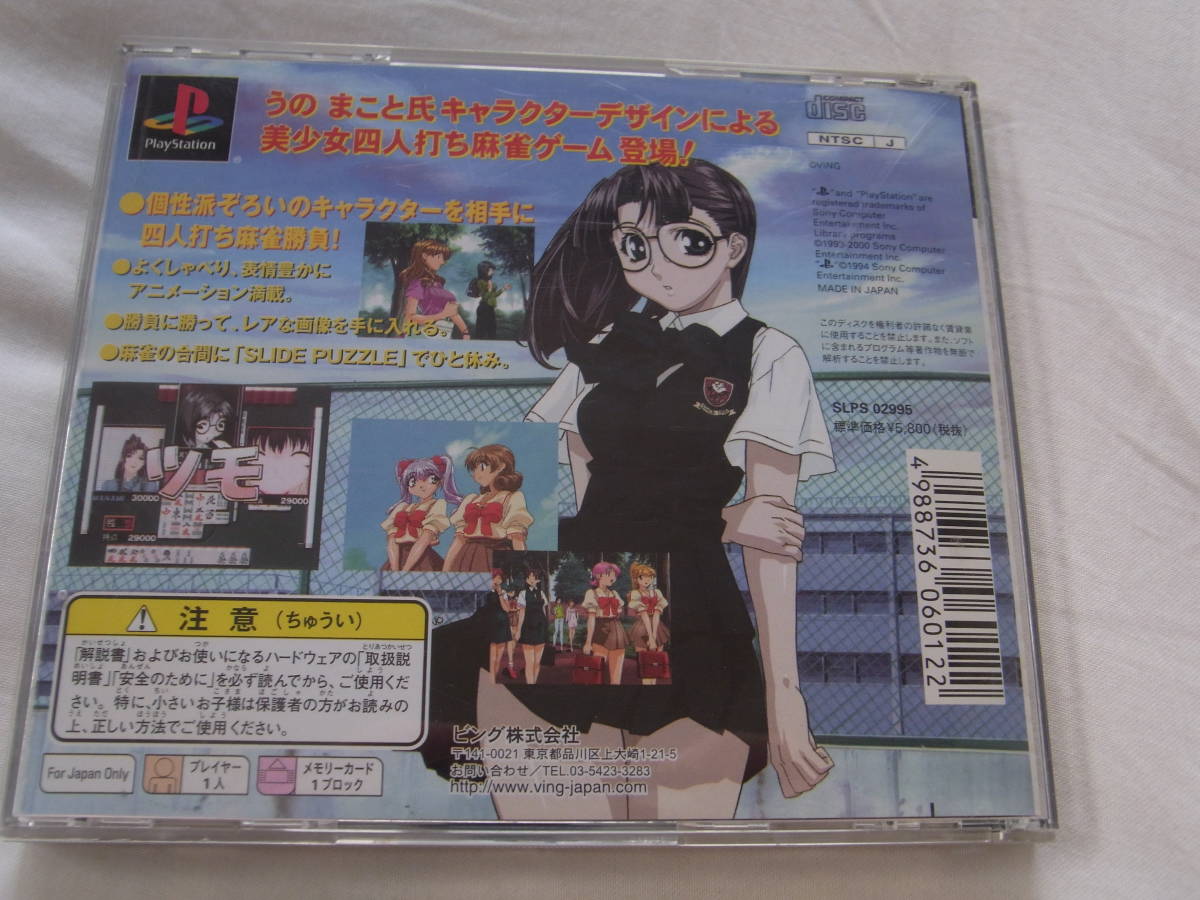 PlayStation
うの まこと氏 キャラクターデザインによる
美少女四人打ち麻雀ゲーム 登場!
●個性派ぞろいのキャラクターを相手に
四人打ち麻雀勝負!
●よくしゃべり、表情豊かに
アニメーション満載。
●勝負に勝って、レアな画像を手に入れる。
●麻雀の合間に「SLIDE PUZZLE」でひと休み。
COMPACT
disc
NTSC J
©VING
"PS" and "PlayStation" are
registered trademarks of
Sony Computer
Entertainment Inc.
Library programs
©1993-2000 Sony Computer
Entertainment Inc.
"PS"©1994 Sony Computer
Entertainment Inc.
MADE IN JAPAN
このディスクを権利者の許諾なく賃貸業
に使用することを禁止します。また、ソフト
に含まれるプログラム等著作物を無断で
解析することを禁止します。
SLPS 02995
標準価格¥5,800(税抜)
4988736060122
ツモ
30000
29000
持点 29000
注意(ちゅうい)
「解説書」およびお使いになるハードウェアの「取扱説
明書」「安全のために」を必ず読んでから、ご使用くだ
さい。特に、小さいお子様は保護者の方がお読みの
上、正しい方法でご使用ください。
For Japan Only
プレイヤー
1人
メモリーカード
1ブロック
ビング株式会社
〒141-0021 東京都品川区上大崎1-21-5
お問い合わせ/TEL.03-5423-3283
http://www.ving-japan.com